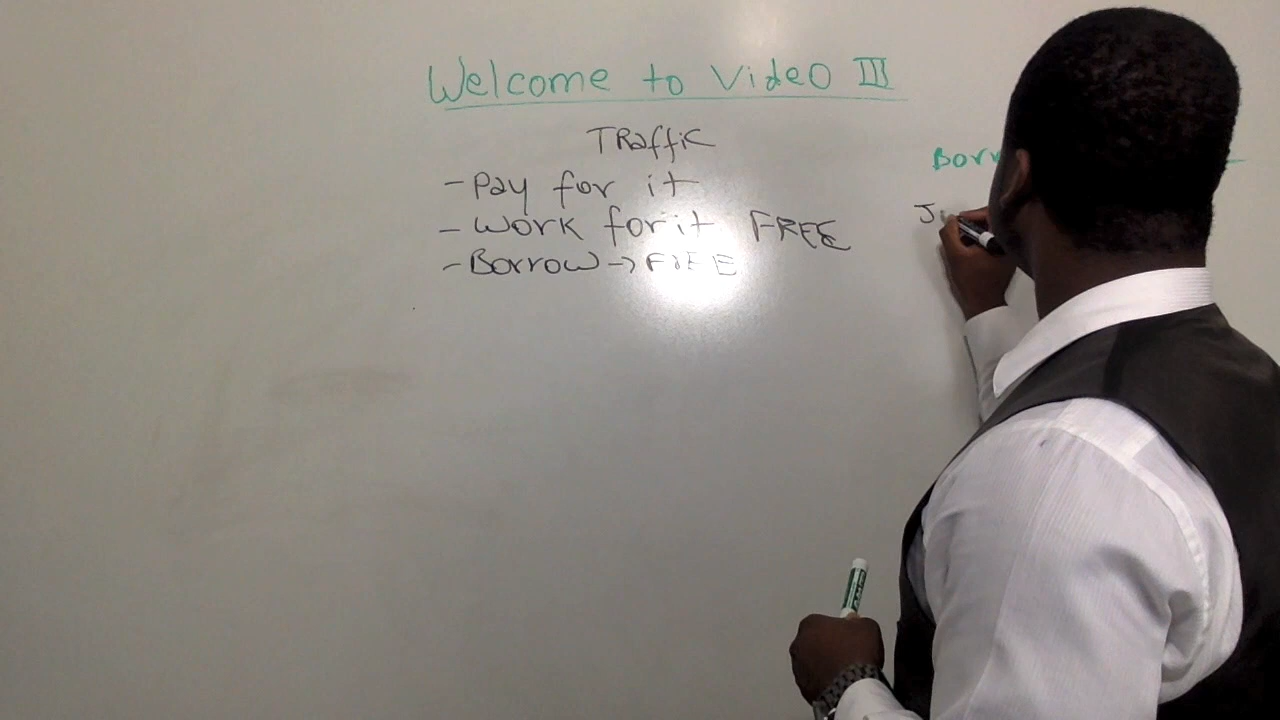 Welcome to Video III
TRaffic
- Pay for it
- Work for it FREE
- Borrow → FREE